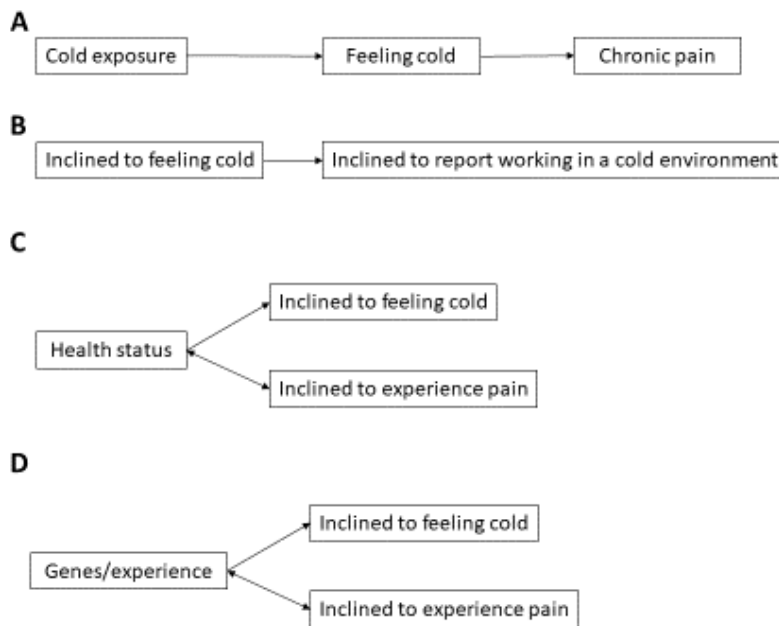 A
Cold exposure Feeling cold Chronic pain
B
Inclined to feeling cold Inclined to report working in a cold environment
C
Inclined to feeling cold
Health status
Inclined to experience pain
D
Inclined to feeling cold
Genes/experience
Inclined to experience pain